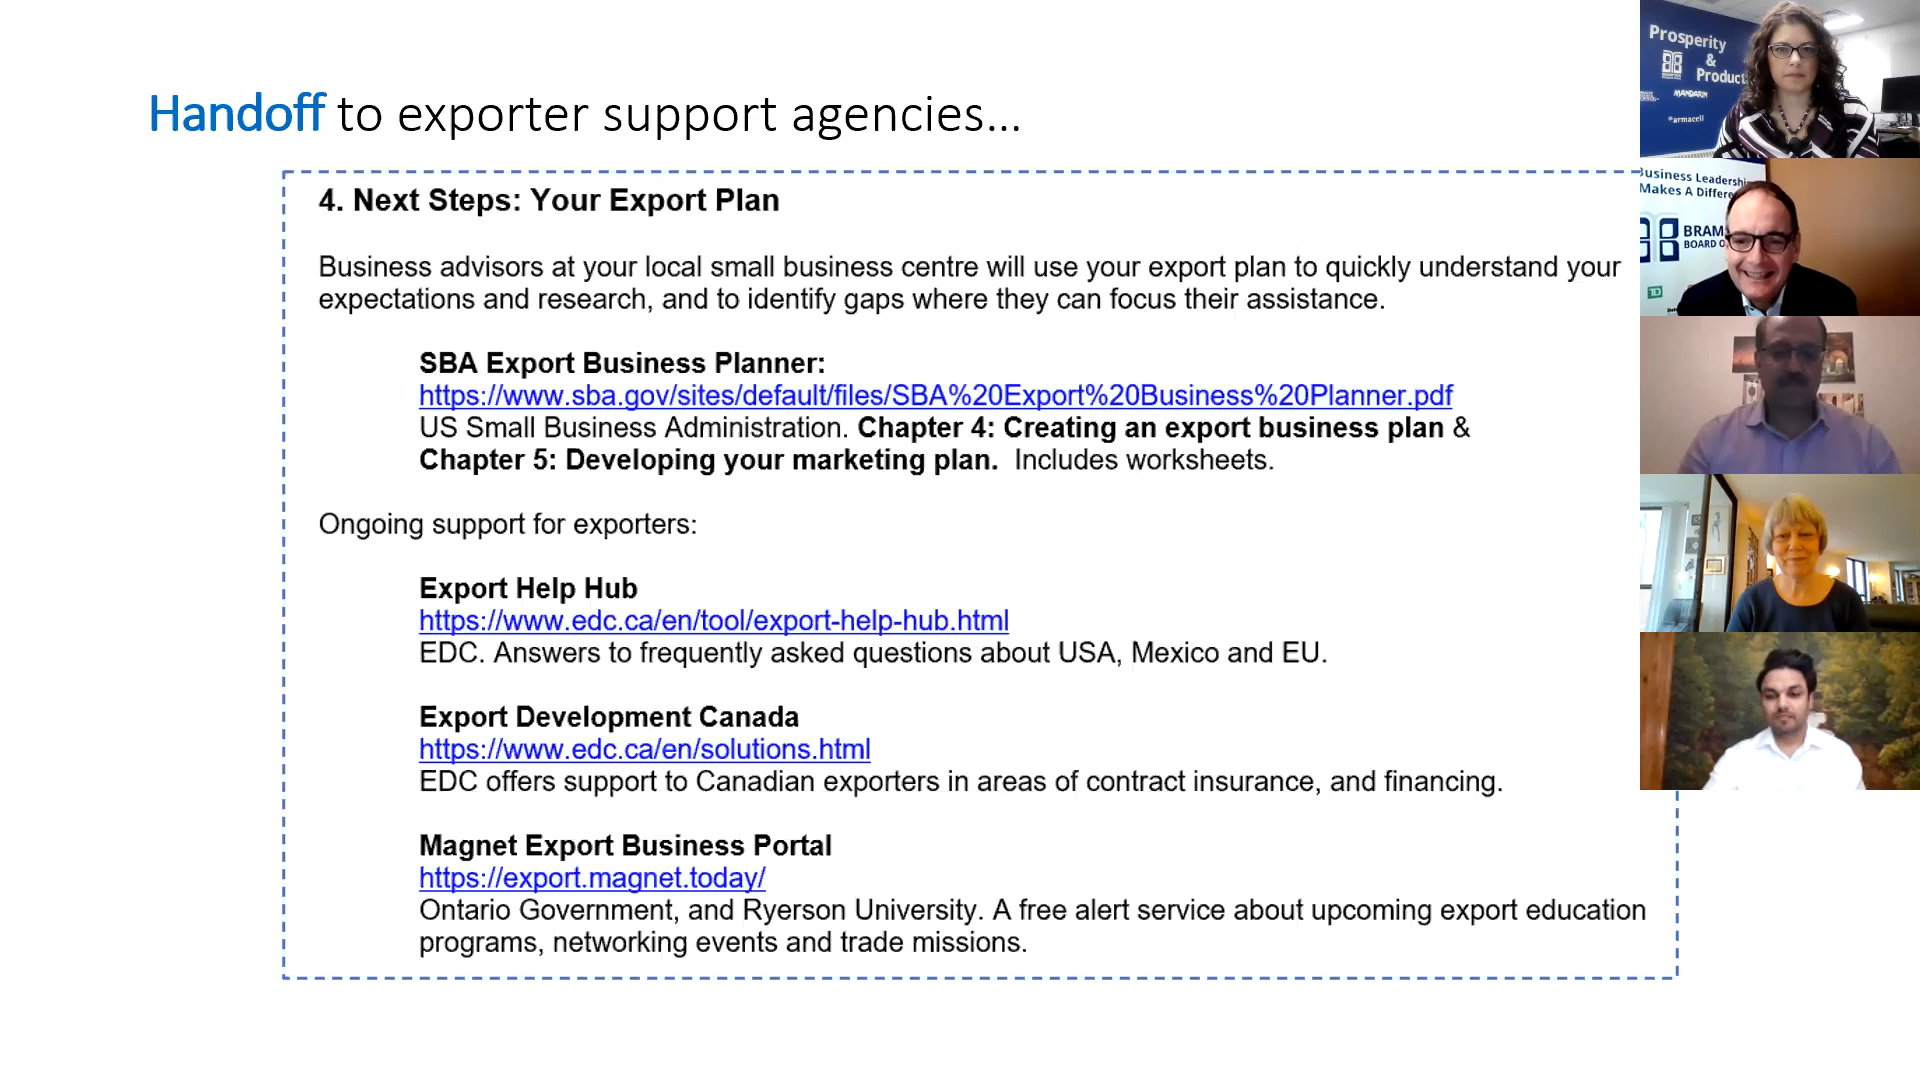 Handoff to exporter support agencies...
4. Next Steps: Your Export Plan
Business advisors at your local small business centre will use your export plan to quickly understand your
expectations and research, and to identify gaps where they can focus their assistance.
SBA Export Business Planner:
https://www.sba.gov/sites/default/files/SBA%20Export%20Business%20Planner.pdf
US Small Business Administration. Chapter 4: Creating an export business plan &
Chapter 5: Developing your marketing plan. Includes worksheets.
Ongoing support for exporters:
Export Help Hub
https://www.edc.ca/en/tool/export-help-hub.html
EDC. Answers to frequently asked questions about USA, Mexico and EU.
Export Development Canada
https://www.edc.ca/en/solutions.html
EDC offers support to Canadian exporters in areas of contract insurance, and financing.
Magnet Export Business Portal
https://export.magnet.today/
Ontario Government, and Ryerson University. A free alert service about upcoming export education
programs, networking events and trade missions.
Prosperity
&
Product
MANDARIN
armacell
Business Leadershi
Makes A Differe
BRAM
BOARD O
TD